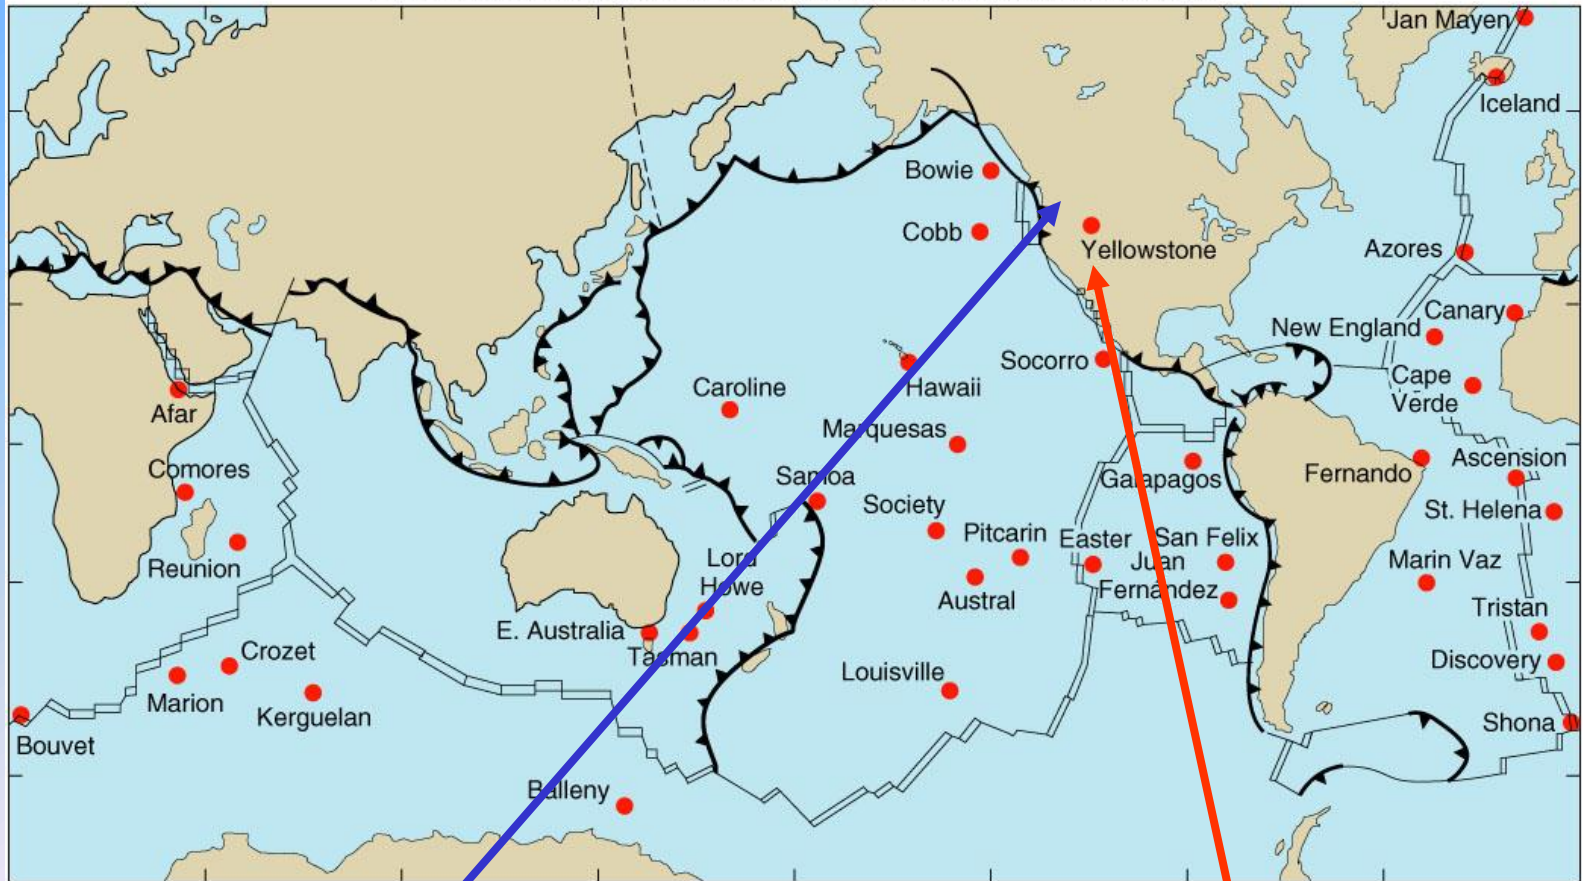 Jan Mayen
Iceland
Bowie
Cobb
Yellowstone
Azores
Canary
New England
Socorro
Cape
Verde
Hawaii
Caroline
Afar
Marquesas
Comores
Samoa
Galapagos
Fernando
Ascension
Society
St. Helena
Pitcarin
Easter
San Felix
Juan
Fernández
Lord
Howe
Reunion
Marin Vaz
Austral
Tristan
E. Australia
Tasman
Crozet
Discovery
Louisville
Marion
Kerguelan
Shona
Bouvet
Balleny